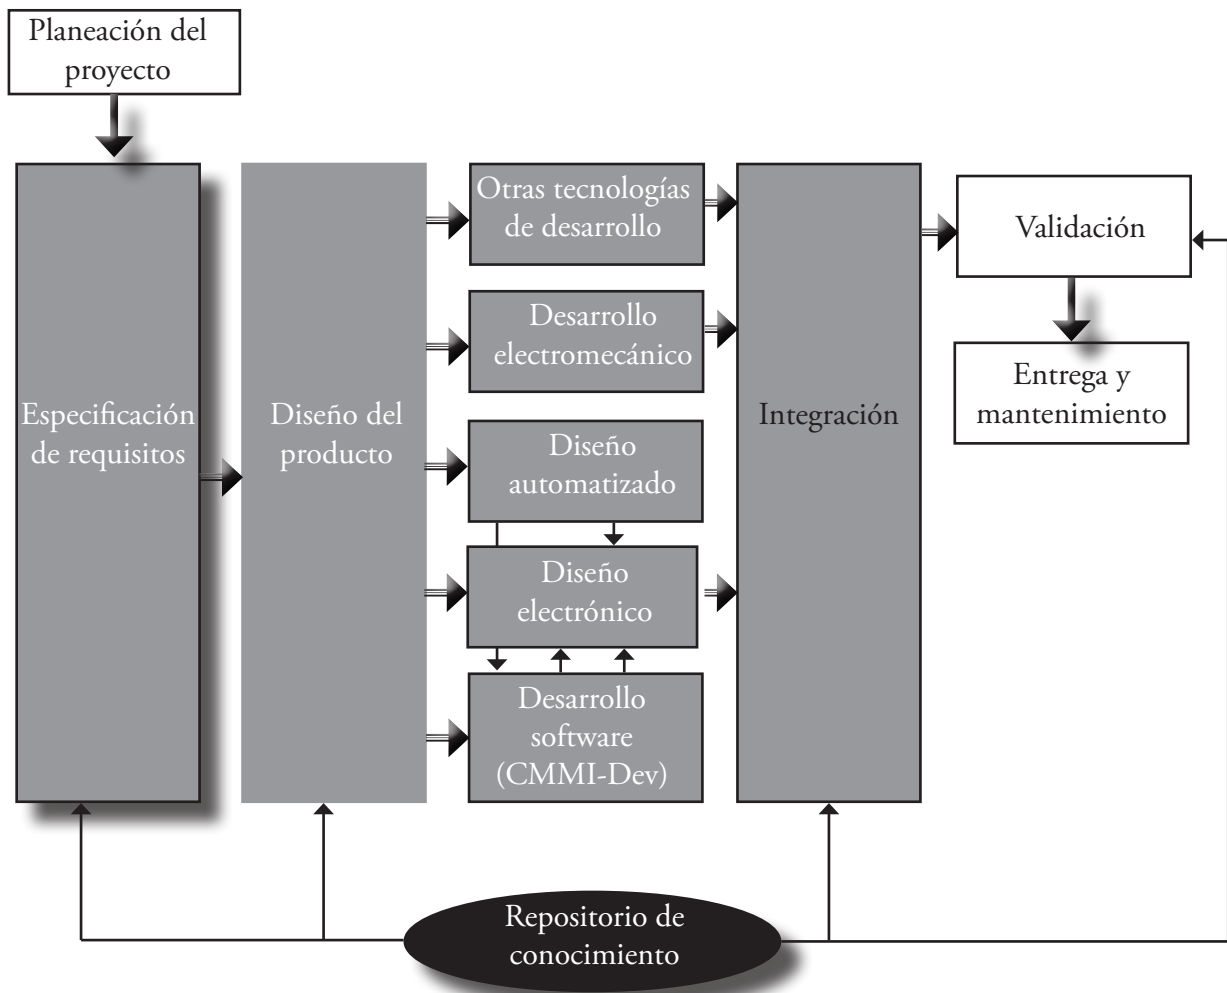 Planeación del
proyecto
Especificación
de requisitos
Diseño del
producto
Otras tecnologías
de desarrollo
Desarrollo
electromecánico
Diseño
automatizado
Diseño
electrónico
Desarrollo
software
(CMMI-Dev)
Integración
Validación
Entrega y
mantenimiento
Repositorio de
conocimiento